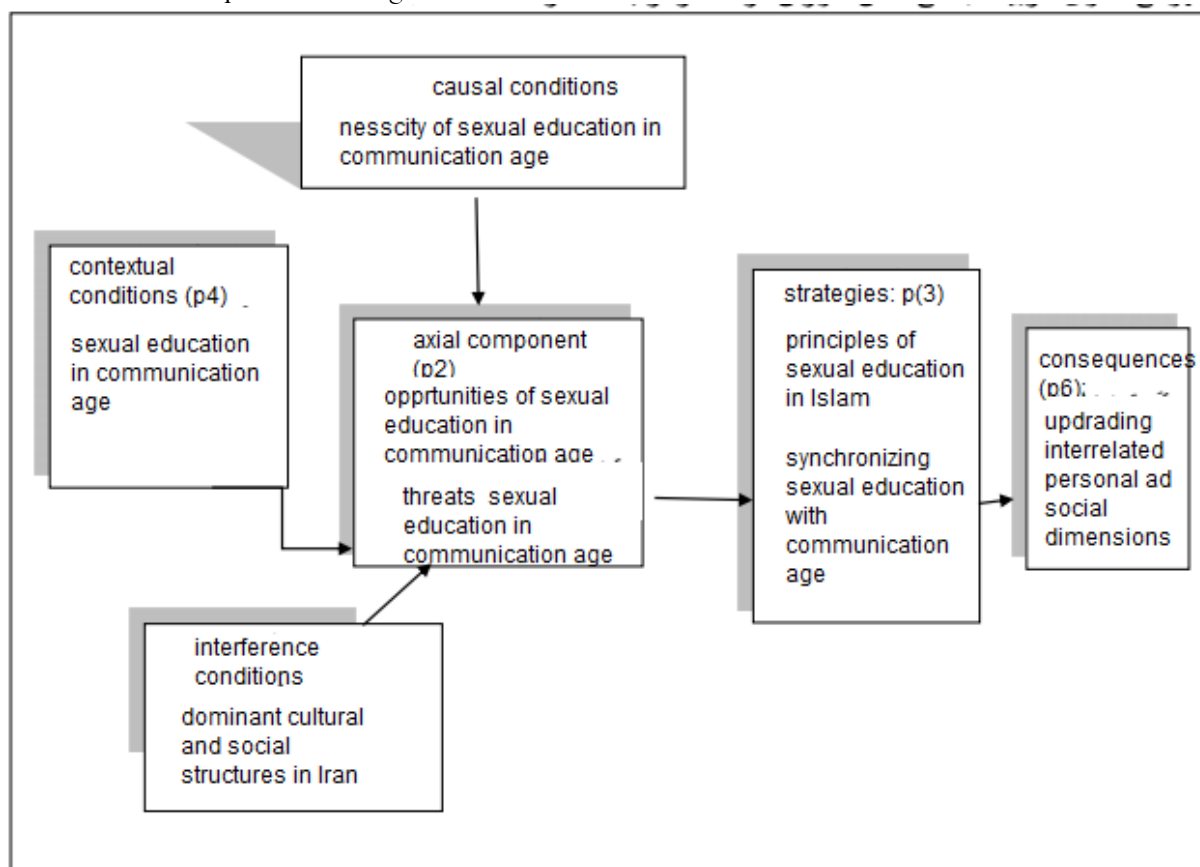 causal conditions
nesscity of sexual education in
communication age
contextual
conditions (p4)
sexual education
in communication
age
axial component
(p2)
opprtunities of sexual
education in
communication age
threats sexual
education in
communication age
strategies: p(3)
principles of
sexual education
in Islam
synchronizing
sexual education
with
communication
age
consequences
(p6):
updrading
interrelated
personal ad
social
dimensions
interference
conditions
dominant cultural
and social
structures in Iran